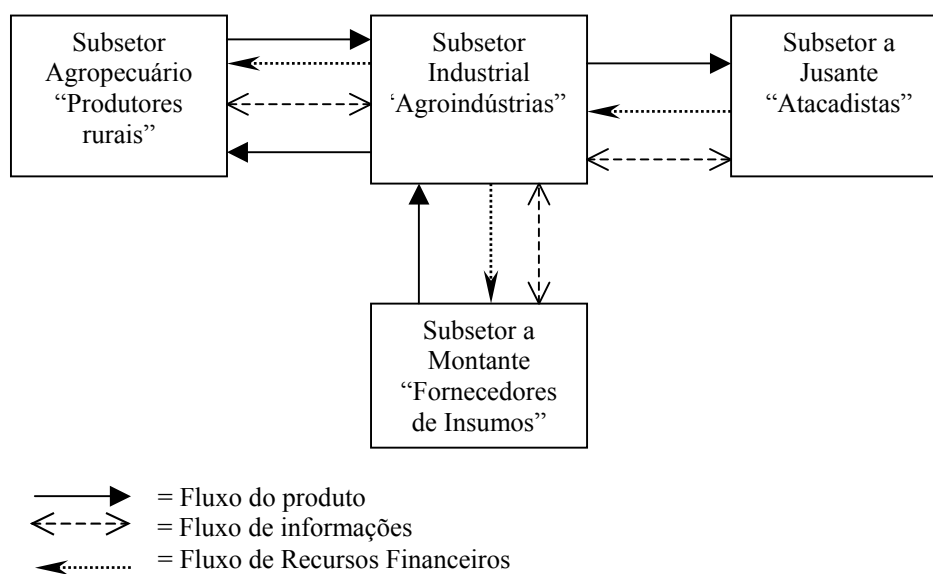 Subsetor
Agropecuário
“Produtores
rurais”
Subsetor
Industrial
‘Agroindústrias”
Subsetor a
Jusante
“Atacadistas”
Subsetor a
Montante
“Fornecedores
de Insumos”
= Fluxo do produto
= Fluxo de informações
= Fluxo de Recursos Financeiros